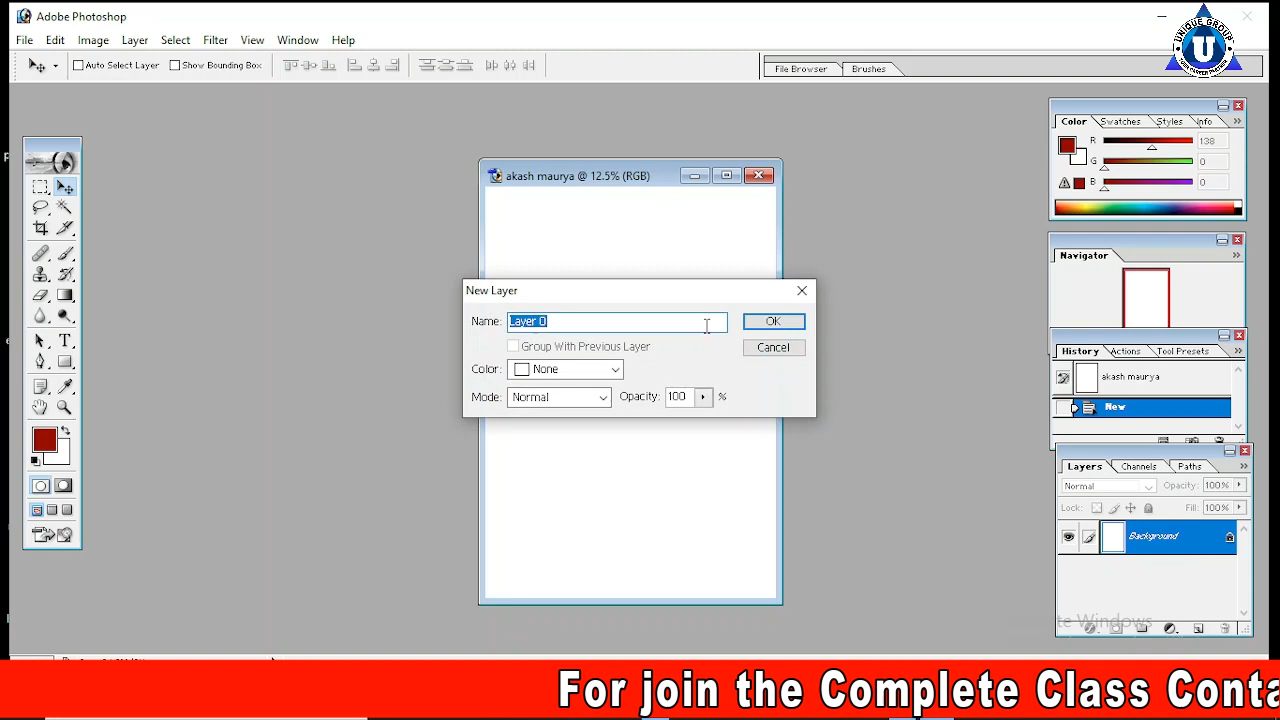 Adobe Photoshop
File Edit Image Layer Select Filter View Window Help
UNIQUE GROUP
U
Auto Select Layer Show Bounding Box
File Browser Brushes
Color Swatches Styles Info
R 138
G 0
B 0
akash maurya @ 12.5% (RGB)
Navigator
New Layer
Name: Layer 0 OK
Group With Previous Layer Cancel
Color: None
Mode: Normal Opacity: 100 %
History Actions Tool Presets
akash maurya
New
Layers Channels Paths
Normal Opacity: 100%
Lock: Fill: 100%
Background
te Windows
For join the Complete Class Conta